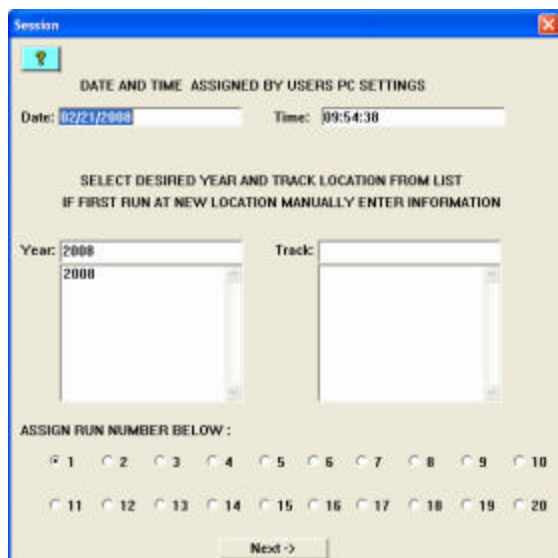 Session
?
DATE AND TIME ASSIGNED BY USERS PC SETTINGS
Date: 02/21/2008 Time: 09:54:38
SELECT DESIRED YEAR AND TRACK LOCATION FROM LIST
IF FIRST RUN AT NEW LOCATION MANUALLY ENTER INFORMATION
Year: 2008 Track:
2008
ASSIGN RUN NUMBER BELOW :
1 2 3 4 5 6 7 8 9 10
11 12 13 14 15 16 17 18 19 20
Next ->